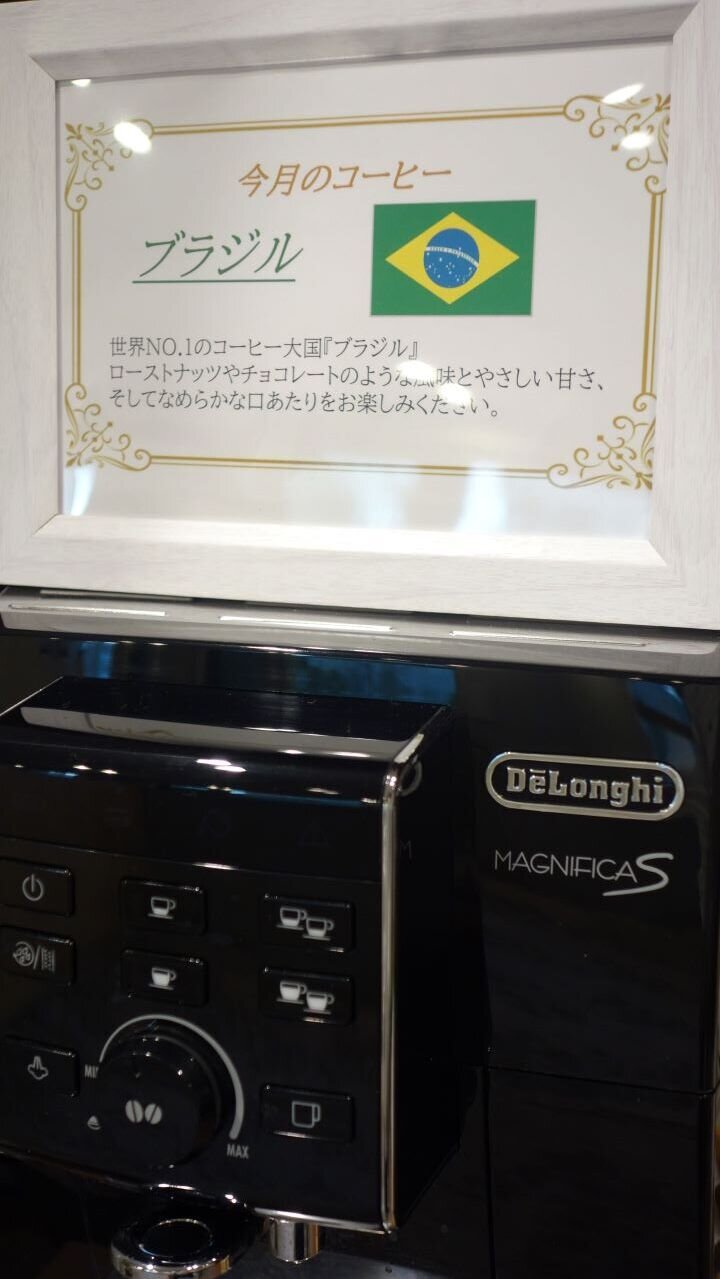 今月のコーヒー
ブラジル
世界NO.1のコーヒー大国『ブラジル』
ローストナッツやチョコレートのような風味とやさしい甘さ、
そしてなめらかな口あたりをお楽しみください。
DēLonghi
MAGNIFICA S
MAX